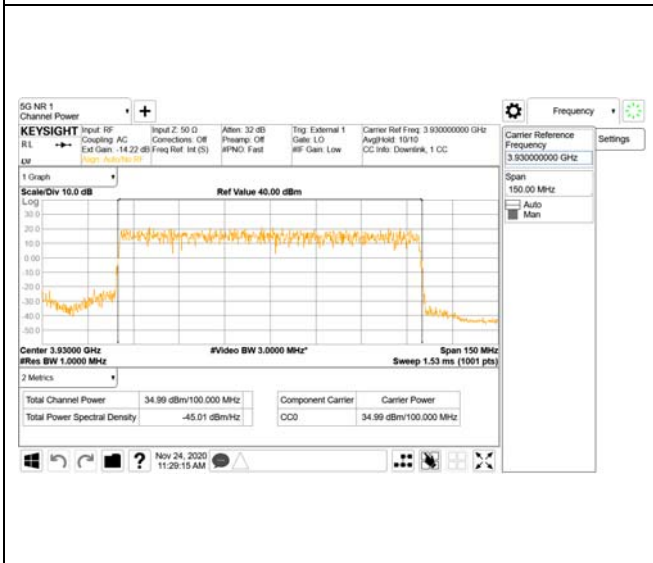 5G NR 1
Channel Power
+
Frequency
KEYSIGHT
RL
Input: RF
Coupling: AC
Ext Gain: -14.22 dB
Align: Auto/No RF
Input Z: 50 Ω
Corrections: Off
Freq Ref: Int (S)
Atten: 32 dB
Preamp: Off
#PNO: Fast
Trig: External 1
Gate: LO
#IF Gain: Low
Carrier Ref Freq: 3.930000000 GHz
Avg|Hold: 10/10
CC Info: Downlink, 1 CC
Carrier Reference
Frequency
3.930000000 GHz
Settings
Span
150.00 MHz
Auto
Man
1 Graph
Scale/Div 10.0 dB
Ref Value 40.00 dBm
Log
30.0
20.0
10.0
0.00
-10.0
-20.0
-30.0
-40.0
-50.0
Center 3.93000 GHz
#Video BW 3.0000 MHz*
Span 150 MHz
#Res BW 1.0000 MHz
Sweep 1.53 ms (1001 pts)
2 Metrics
Total Channel Power
34.99 dBm/100.000 MHz
Total Power Spectral Density
-45.01 dBm/Hz
Component Carrier
Carrier Power
CC0
34.99 dBm/100.000 MHz
?
Nov 24, 2020
11:29:15 AM